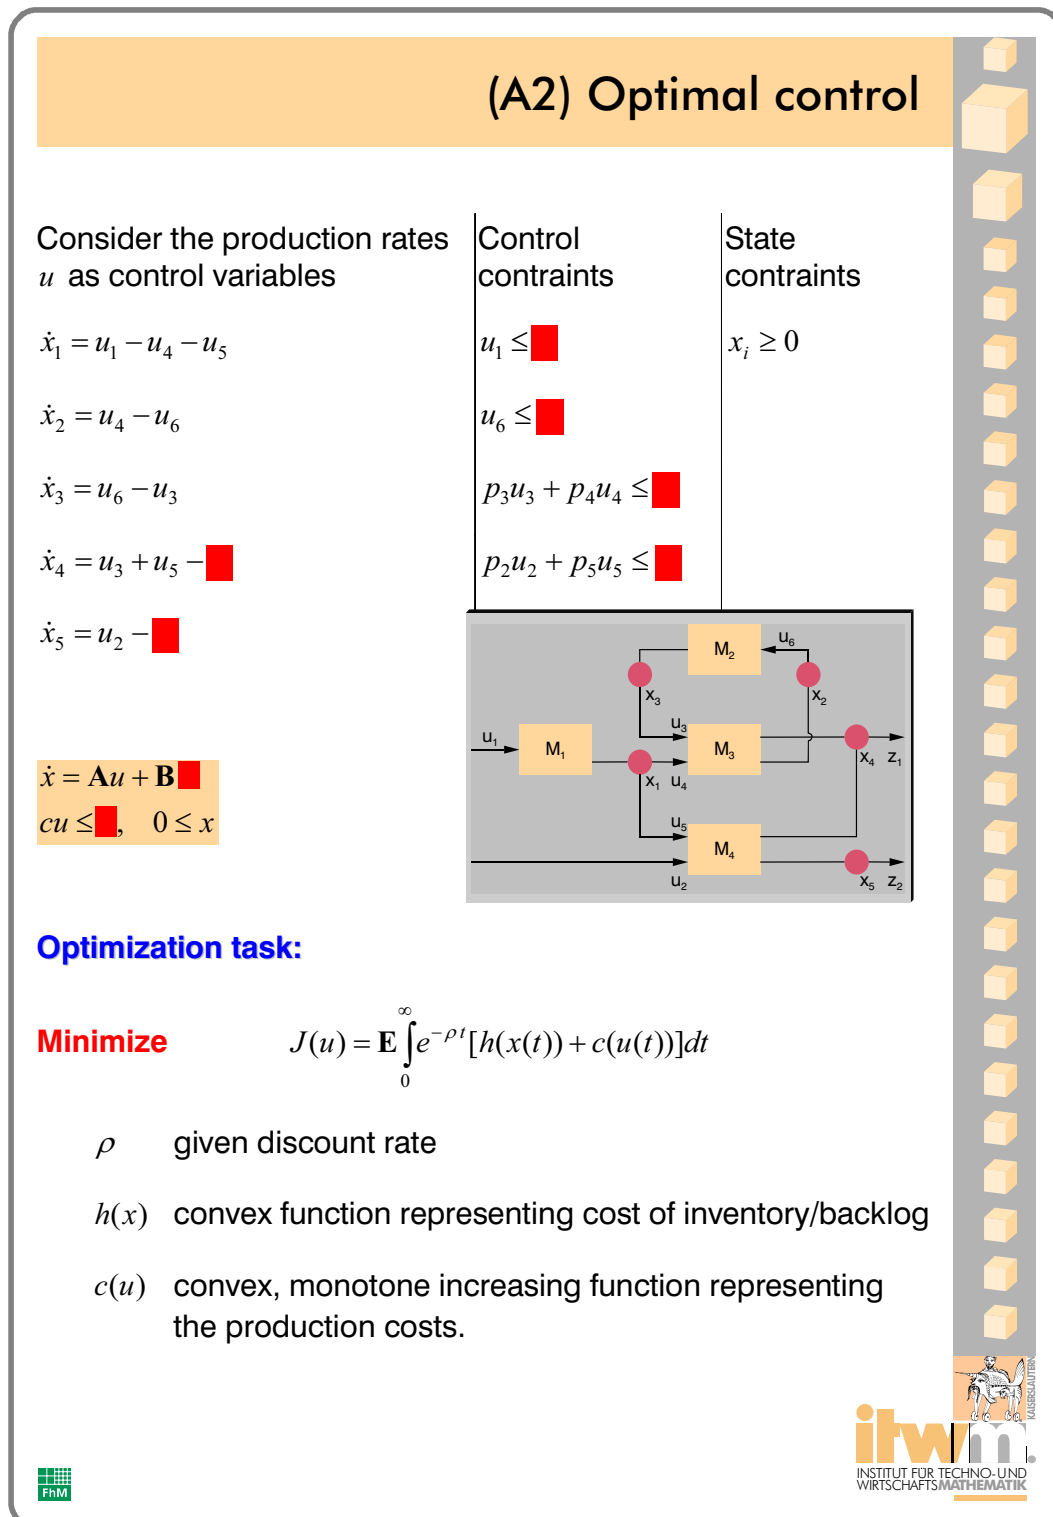 (A2) Optimal control
Consider the production rates
u as control variables
Control
contraints
State
contraints
ẋ₁ = u₁ − u₄ − u₅
u₁ ≤
xᵢ ≥ 0
ẋ₂ = u₄ − u₆
u₆ ≤
ẋ₃ = u₆ − u₃
p₃u₃ + p₄u₄ ≤
ẋ₄ = u₃ + u₅ −
p₂u₂ + p₅u₅ ≤
ẋ₅ = u₂ −
ẋ = Au + B
cu ≤ , 0 ≤ x
M₂
u₆
x₃
x₂
u₁
M₁
u₃
M₃
x₁
u₄
x₄
z₁
u₅
M₄
u₂
x₅
z₂
Optimization task:
Minimize
J(u) = E ∫₀^∞ e^{−ρt}[h(x(t)) + c(u(t))]dt
ρ given discount rate
h(x) convex function representing cost of inventory/backlog
c(u) convex, monotone increasing function representing
the production costs.
KAISERSLAUTERN
itwm.
INSTITUT FÜR TECHNO- UND
WIRTSCHAFTSMATHEMATIK
FhM